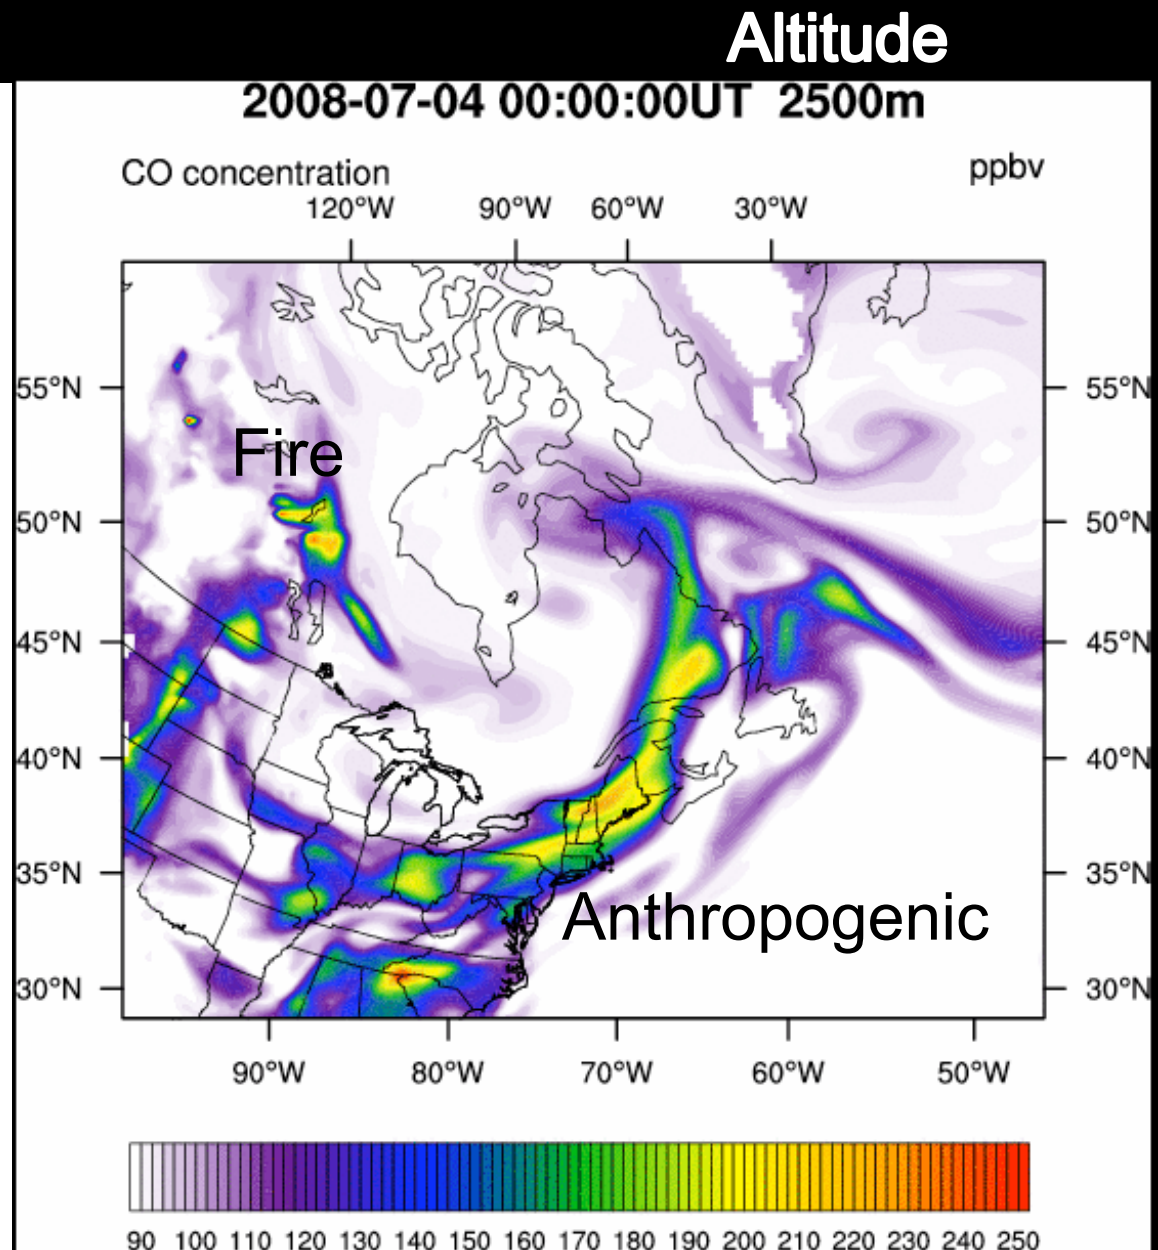 Altitude
2008-07-04 00:00:00UT 2500m
CO concentration ppbv
120°W 90°W 60°W 30°W
55°N 55°N
Fire
50°N 50°N
45°N 45°N
40°N 40°N
35°N 35°N
Anthropogenic
30°N 30°N
90°W 80°W 70°W 60°W 50°W
90 100 110 120 130 140 150 160 170 180 190 200 210 220 230 240 250